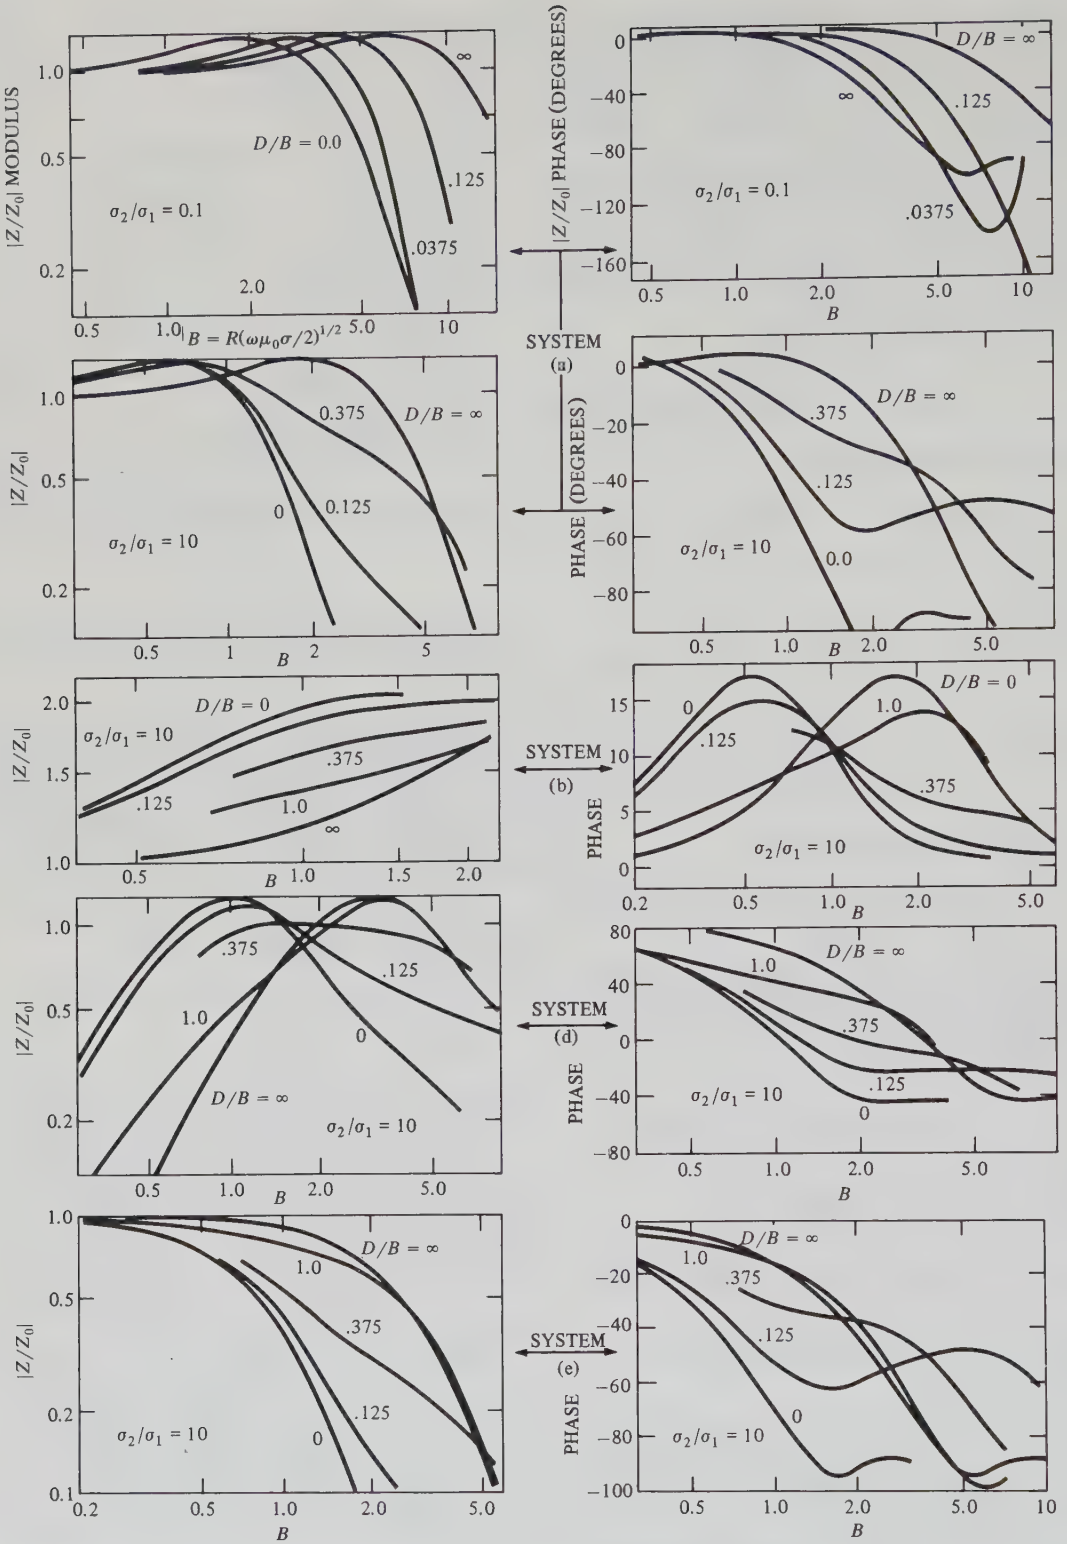 |Z/Z₀| MODULUS
1.0
0.5
0.2
D/B = 0.0
∞
.125
.0375
σ₂/σ₁ = 0.1
2.0
0.5
1.0
B = R(ωμ₀σ/2)^1/2
5.0
10
|Z/Z₀| PHASE (DEGREES)
0
−40
−80
−120
−160
D/B = ∞
.125
∞
.0375
σ₂/σ₁ = 0.1
0.5
1.0
2.0
5.0
10
B
SYSTEM
(a)
|Z/Z₀|
1.0
0.5
0.2
0.375
D/B = ∞
0
0.125
σ₂/σ₁ = 10
0.5
1
B
2
5
PHASE (DEGREES)
0
−20
−40
−60
−80
D/B = ∞
.375
.125
0.0
σ₂/σ₁ = 10
0.5
1.0
B
2.0
5.0
|Z/Z₀|
2.0
1.5
1.0
D/B = 0
σ₂/σ₁ = 10
.375
.125
1.0
∞
0.5
B
1.0
1.5
2.0
SYSTEM
(b)
PHASE
15
10
5
0
D/B = 0
0
1.0
.125
.375
σ₂/σ₁ = 10
0.2
0.5
1.0
B
2.0
5.0
|Z/Z₀|
1.0
0.5
0.2
.375
.125
1.0
0
D/B = ∞
σ₂/σ₁ = 10
0.5
1.0
B
2.0
5.0
SYSTEM
(d)
PHASE
80
40
0
−40
−80
D/B = ∞
1.0
.375
.125
σ₂/σ₁ = 10
0
0.5
1.0
B
2.0
5.0
|Z/Z₀|
1.0
0.5
0.2
0.1
D/B = ∞
1.0
.375
.125
0
σ₂/σ₁ = 10
0.2
0.5
1.0
B
2.0
5.0
SYSTEM
(e)
PHASE
0
−20
−40
−60
−80
−100
D/B = ∞
1.0
.375
.125
0
σ₂/σ₁ = 10
0.5
1.0
2.0
B
5.0
10